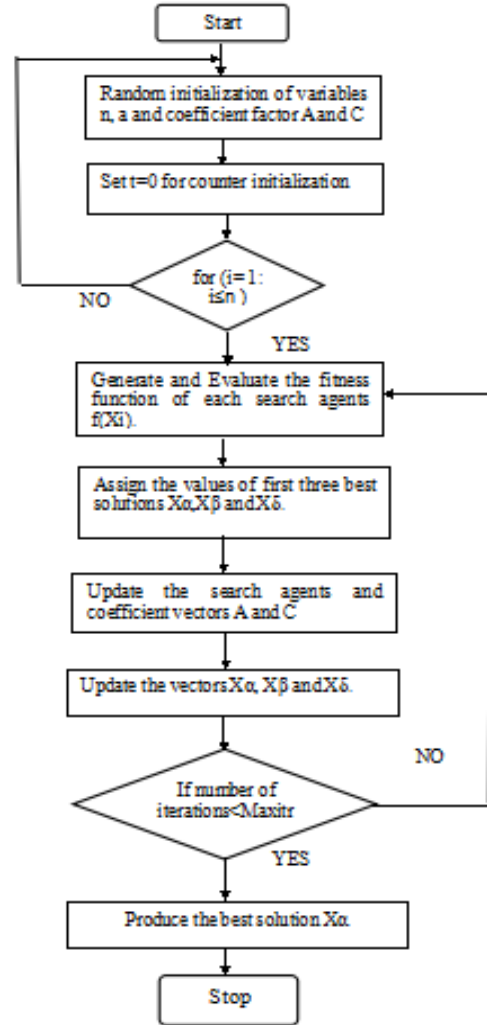 Start
Random initialization of variables
n, a and coefficient factor A and C
Set t=0 for counter initialization
for (i=1:
i≤n )
NO
YES
Generate and Evaluate the fitness
function of each search agents
f(Xi).
Assign the values of first three best
solutions Xα,Xβ and Xδ.
Update the search agents and
coefficient vectors A and C
Update the vectors Xα, Xβ and Xδ.
NO
If number of
iterations<Maxitr
YES
Produce the best solution Xα.
Stop